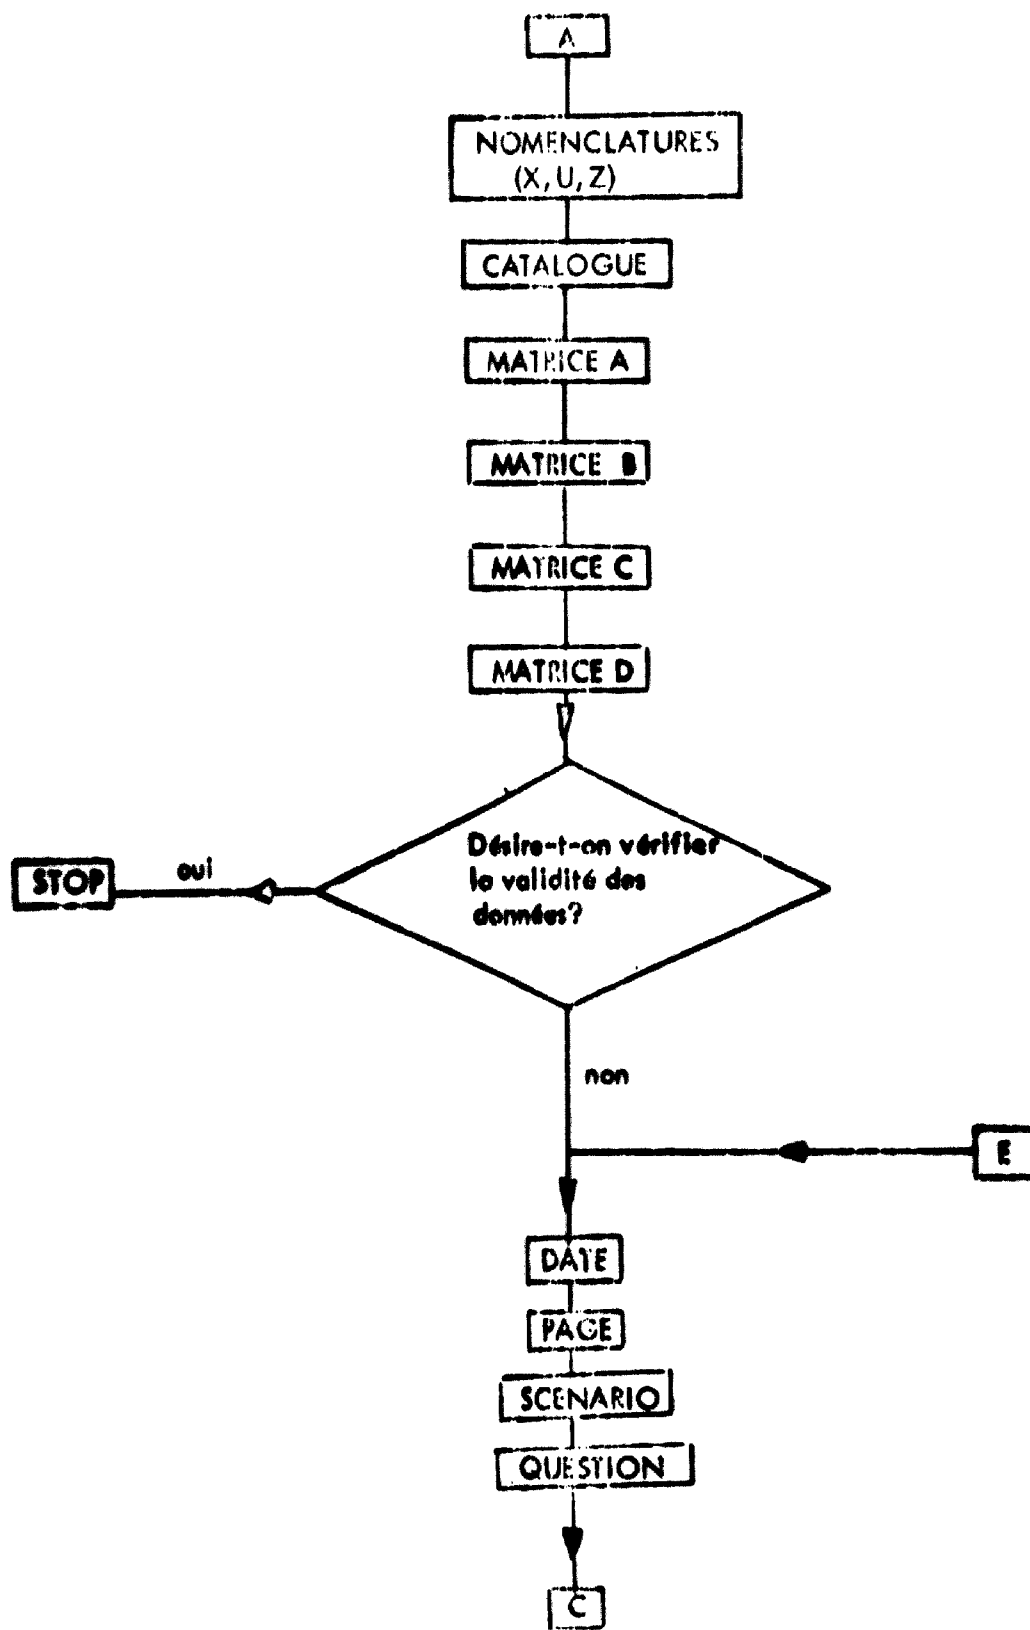 A
NOMENCLATURES
(X, U, Z)
CATALOGUE
MATRICE A
MATRICE B
MATRICE C
MATRICE D
Désire-t-on vérifier
la validité des
données?
oui
STOP
non
E
DATE
PAGE
SCENARIO
QUESTION
C